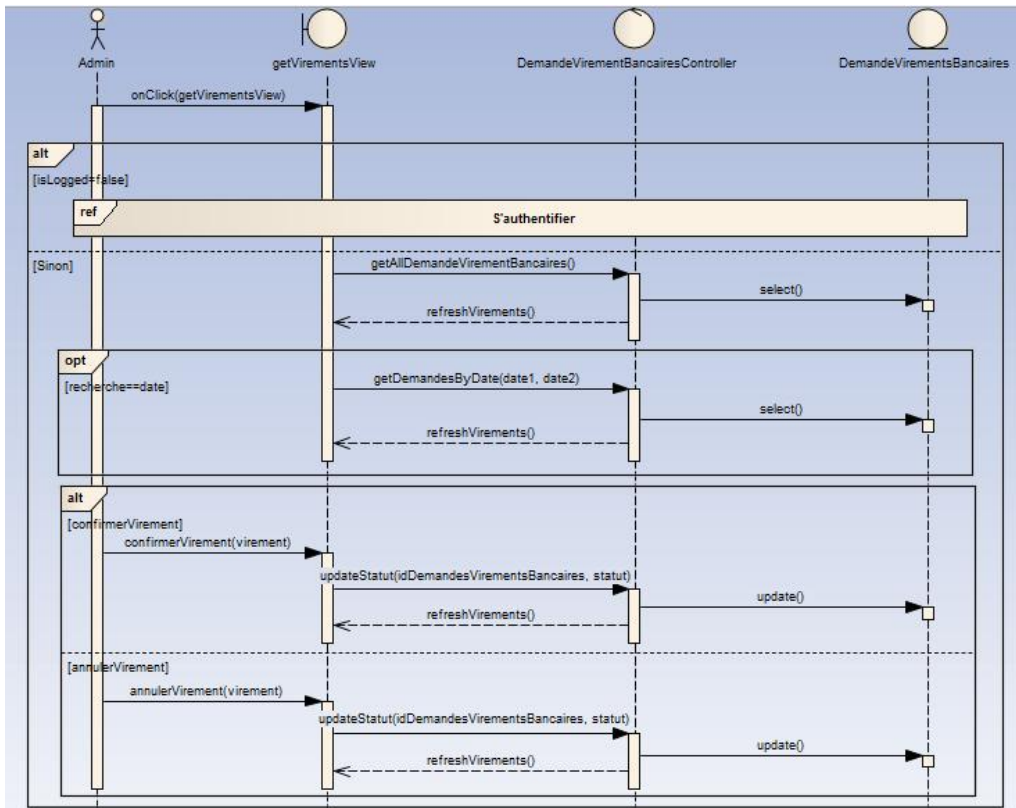 Admin
getVirementsView
DemandeVirementBancairesController
DemandeVirementsBancaires
onClick(getVirementsView)
alt
[isLogged=false]
ref
S'authentifier
[Sinon]
getAllDemandeVirementBancaires()
select()
refreshVirements()
opt
[recherche==date]
getDemandesByDate(date1, date2)
select()
refreshVirements()
alt
[confirmerVirement]
confirmerVirement(virement)
updateStatut(idDemandesVirementsBancaires, statut)
update()
refreshVirements()
[annulerVirement]
annulerVirement(virement)
updateStatut(idDemandesVirementsBancaires, statut)
update()
refreshVirements()